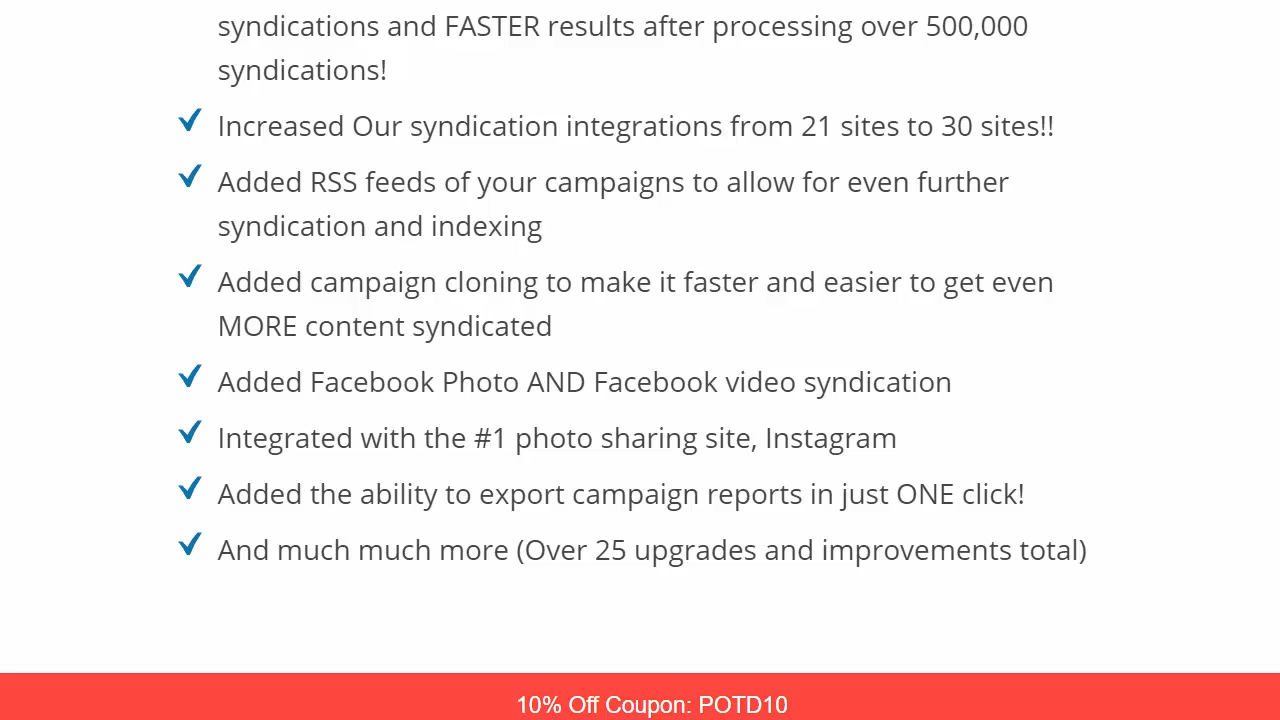 syndications and FASTER results after processing over 500,000
syndications!
Increased Our syndication integrations from 21 sites to 30 sites!!
Added RSS feeds of your campaigns to allow for even further
syndication and indexing
Added campaign cloning to make it faster and easier to get even
MORE content syndicated
Added Facebook Photo AND Facebook video syndication
Integrated with the #1 photo sharing site, Instagram
Added the ability to export campaign reports in just ONE click!
And much much more (Over 25 upgrades and improvements total)
10% Off Coupon: POTD10